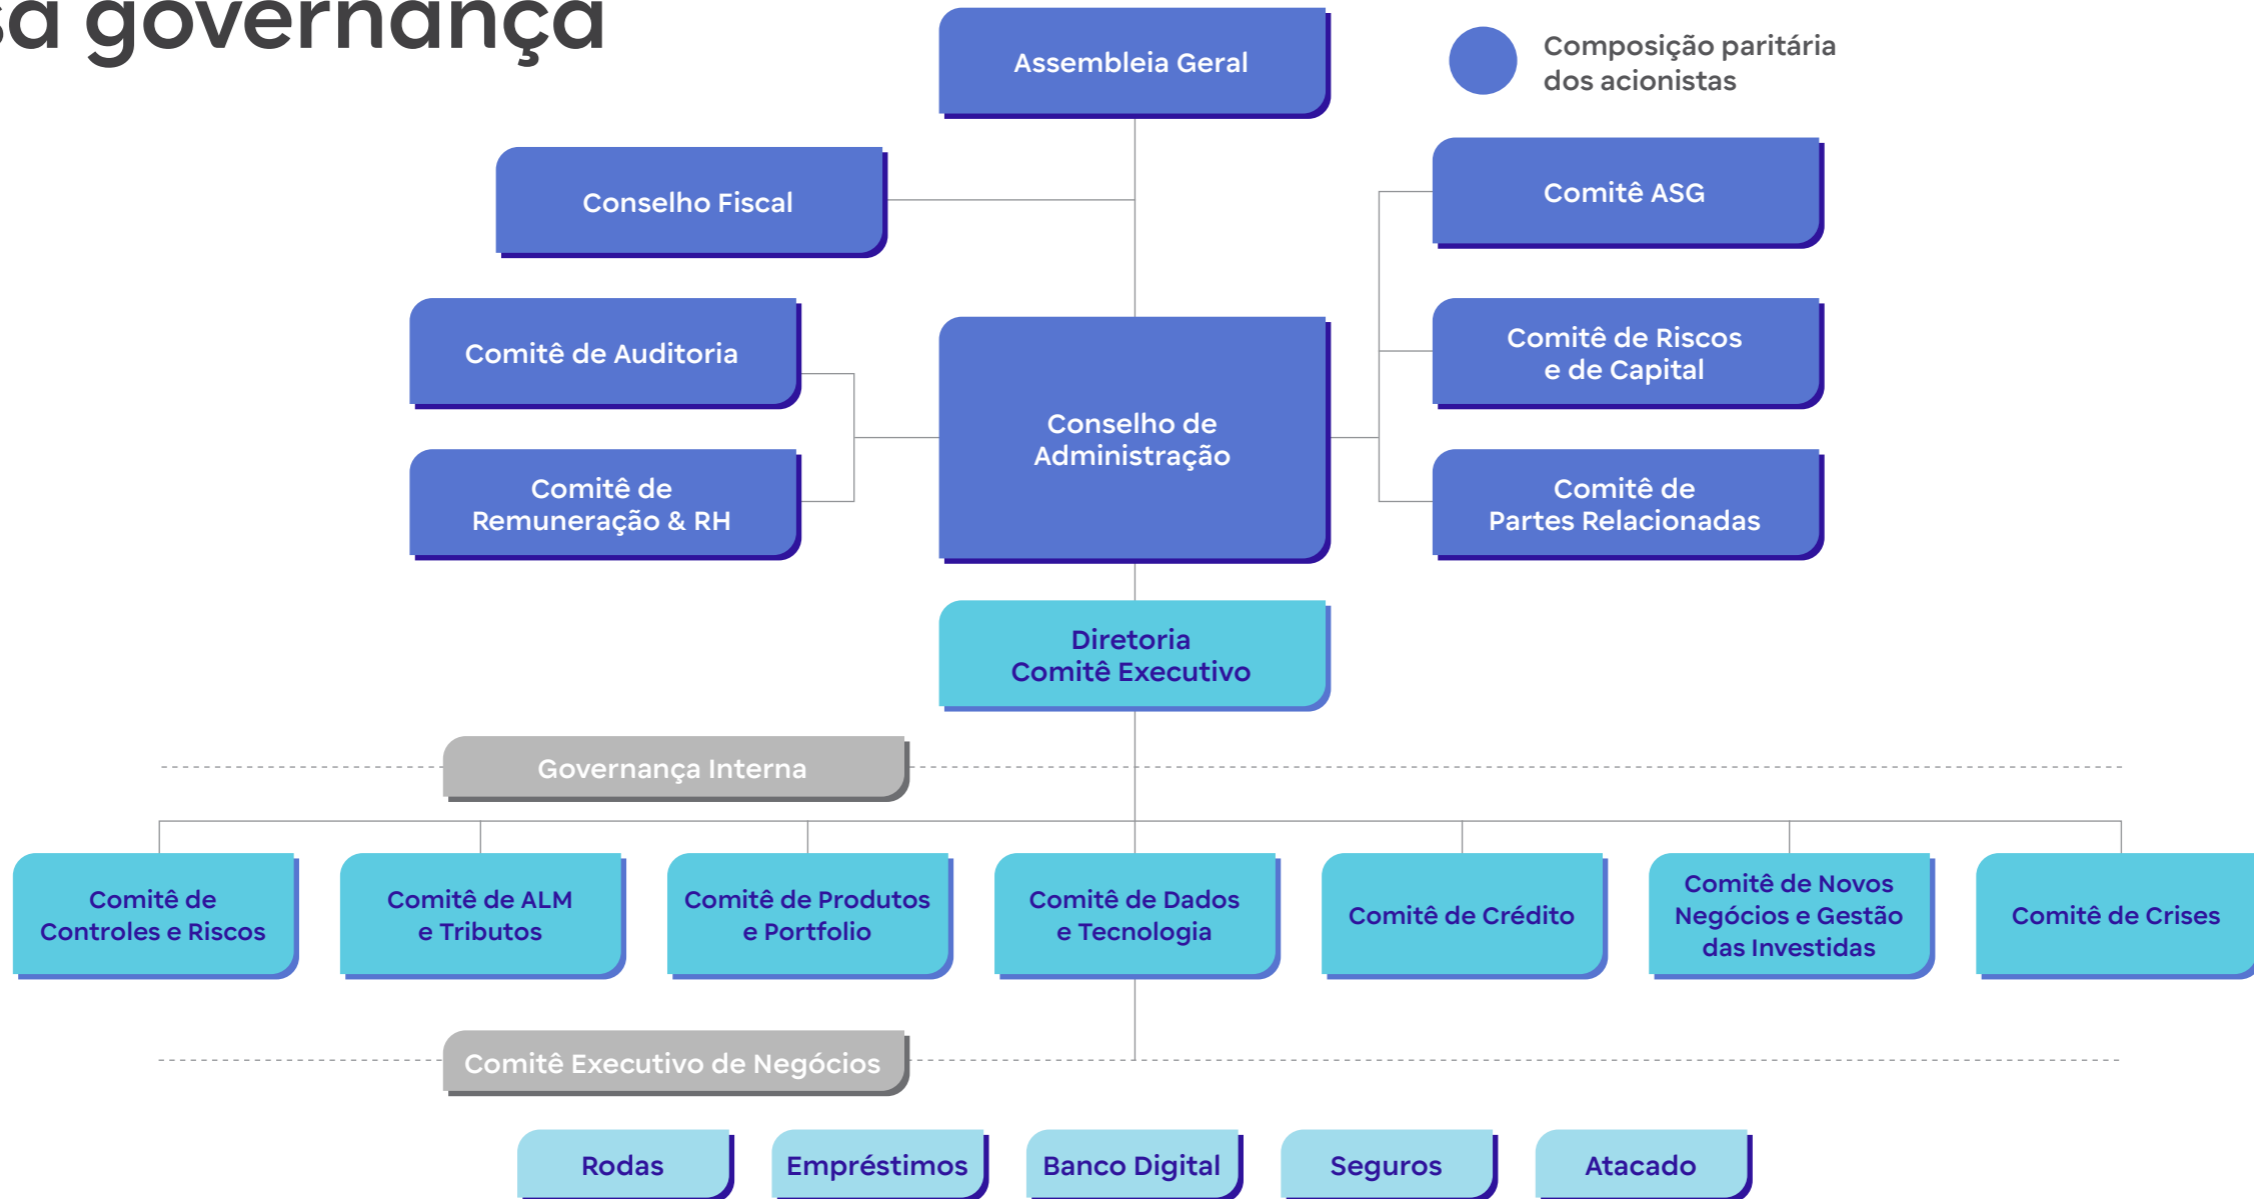 sa governança
Assembleia Geral
Composição paritária
dos acionistas
Conselho Fiscal
Comitê ASG
Comitê de Auditoria
Conselho de
Administração
Comitê de Riscos
e de Capital
Comitê de
Remuneração & RH
Comitê de
Partes Relacionadas
Diretoria
Comitê Executivo
Governança Interna
Comitê de
Controles e Riscos
Comitê de ALM
e Tributos
Comitê de Produtos
e Portfolio
Comitê de Dados
e Tecnologia
Comitê de Crédito
Comitê de Novos
Negócios e Gestão
das Investidas
Comitê de Crises
Comitê Executivo de Negócios
Rodas
Empréstimos
Banco Digital
Seguros
Atacado